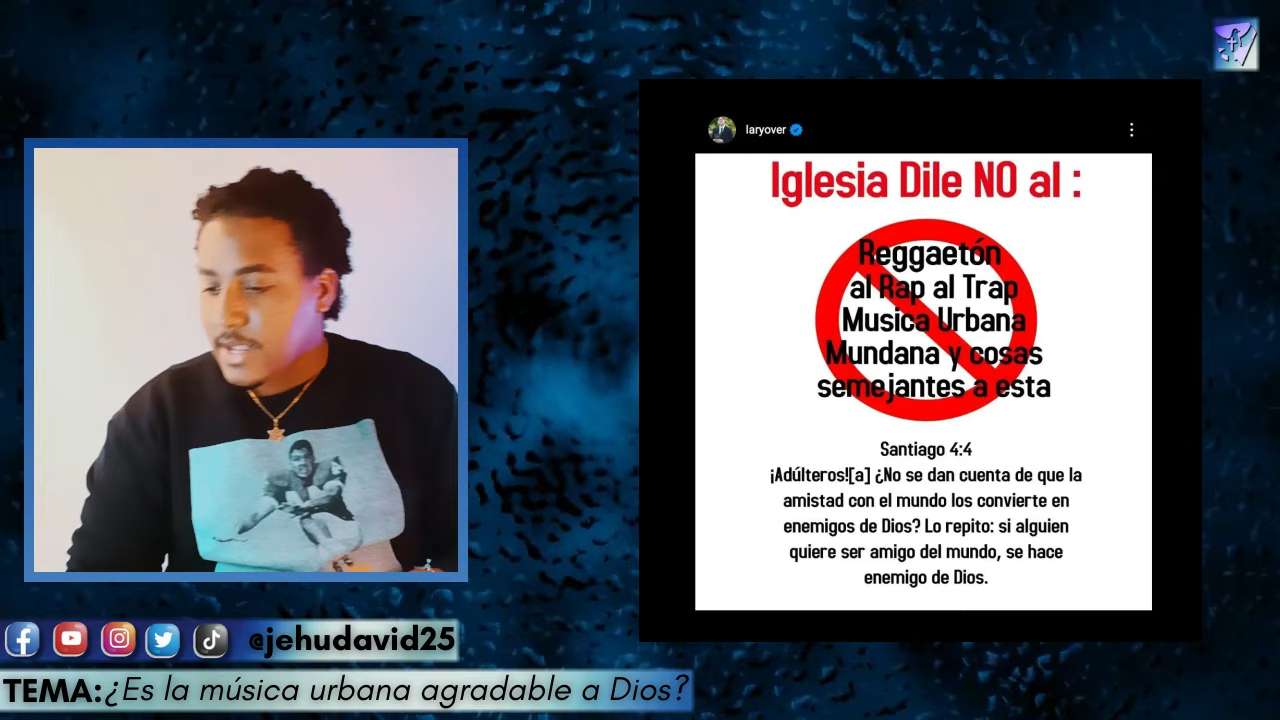 laryover
Iglesia Dile NO al :
Reggaetón
al Rap al Trap
Musica Urbana
Mundana y cosas
semejantes a esta
Santiago 4:4
¡Adúlteros![a] ¿No se dan cuenta de que la
amistad con el mundo los convierte en
enemigos de Dios? Lo repito: si alguien
quiere ser amigo del mundo, se hace
enemigo de Dios.
@jehudavid25
TEMA:¿Es la música urbana agradable a Dios?